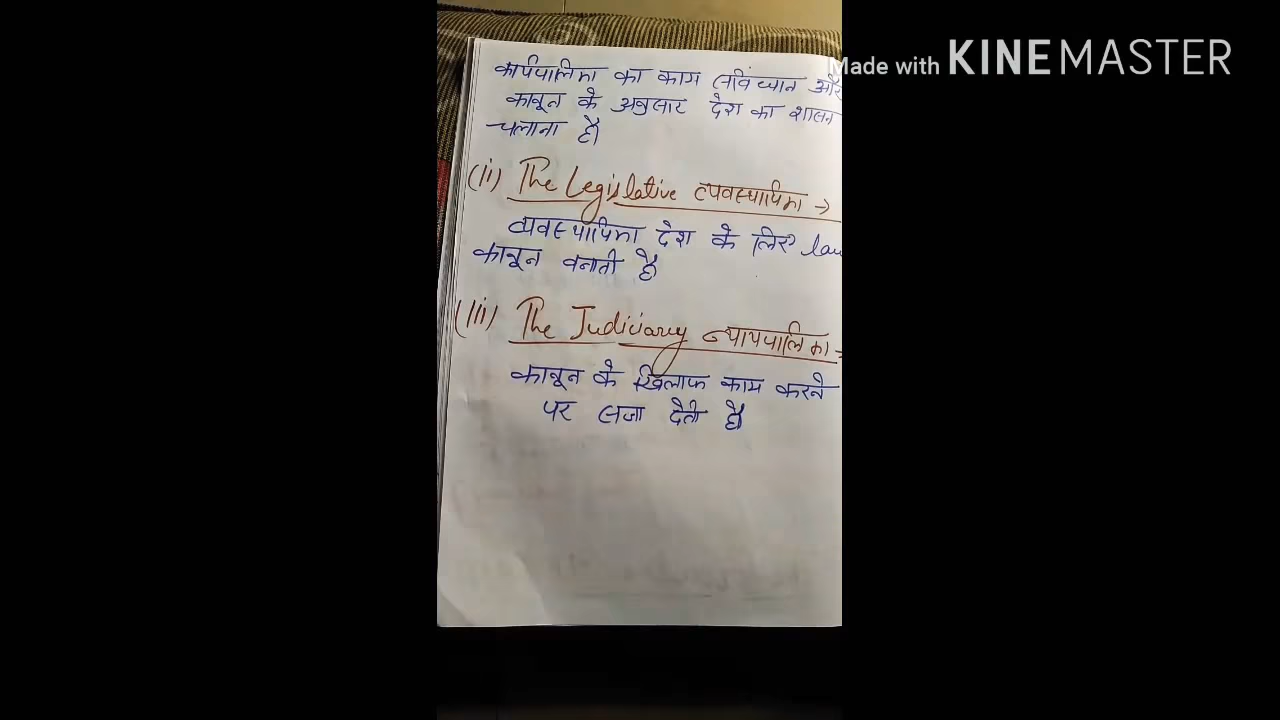 Made with KINEMASTER
कार्यपालिका का काम संविधान और
कानून के अनुसार देश का शासन
चलाना है।
(ii) The Legislative व्यवस्थापिका →
व्यवस्थापिका देश के लिए law
कानून बनाती है
(iii) The Judiciary न्यायपालिका →
कानून के खिलाफ काम करने
पर सजा देती है